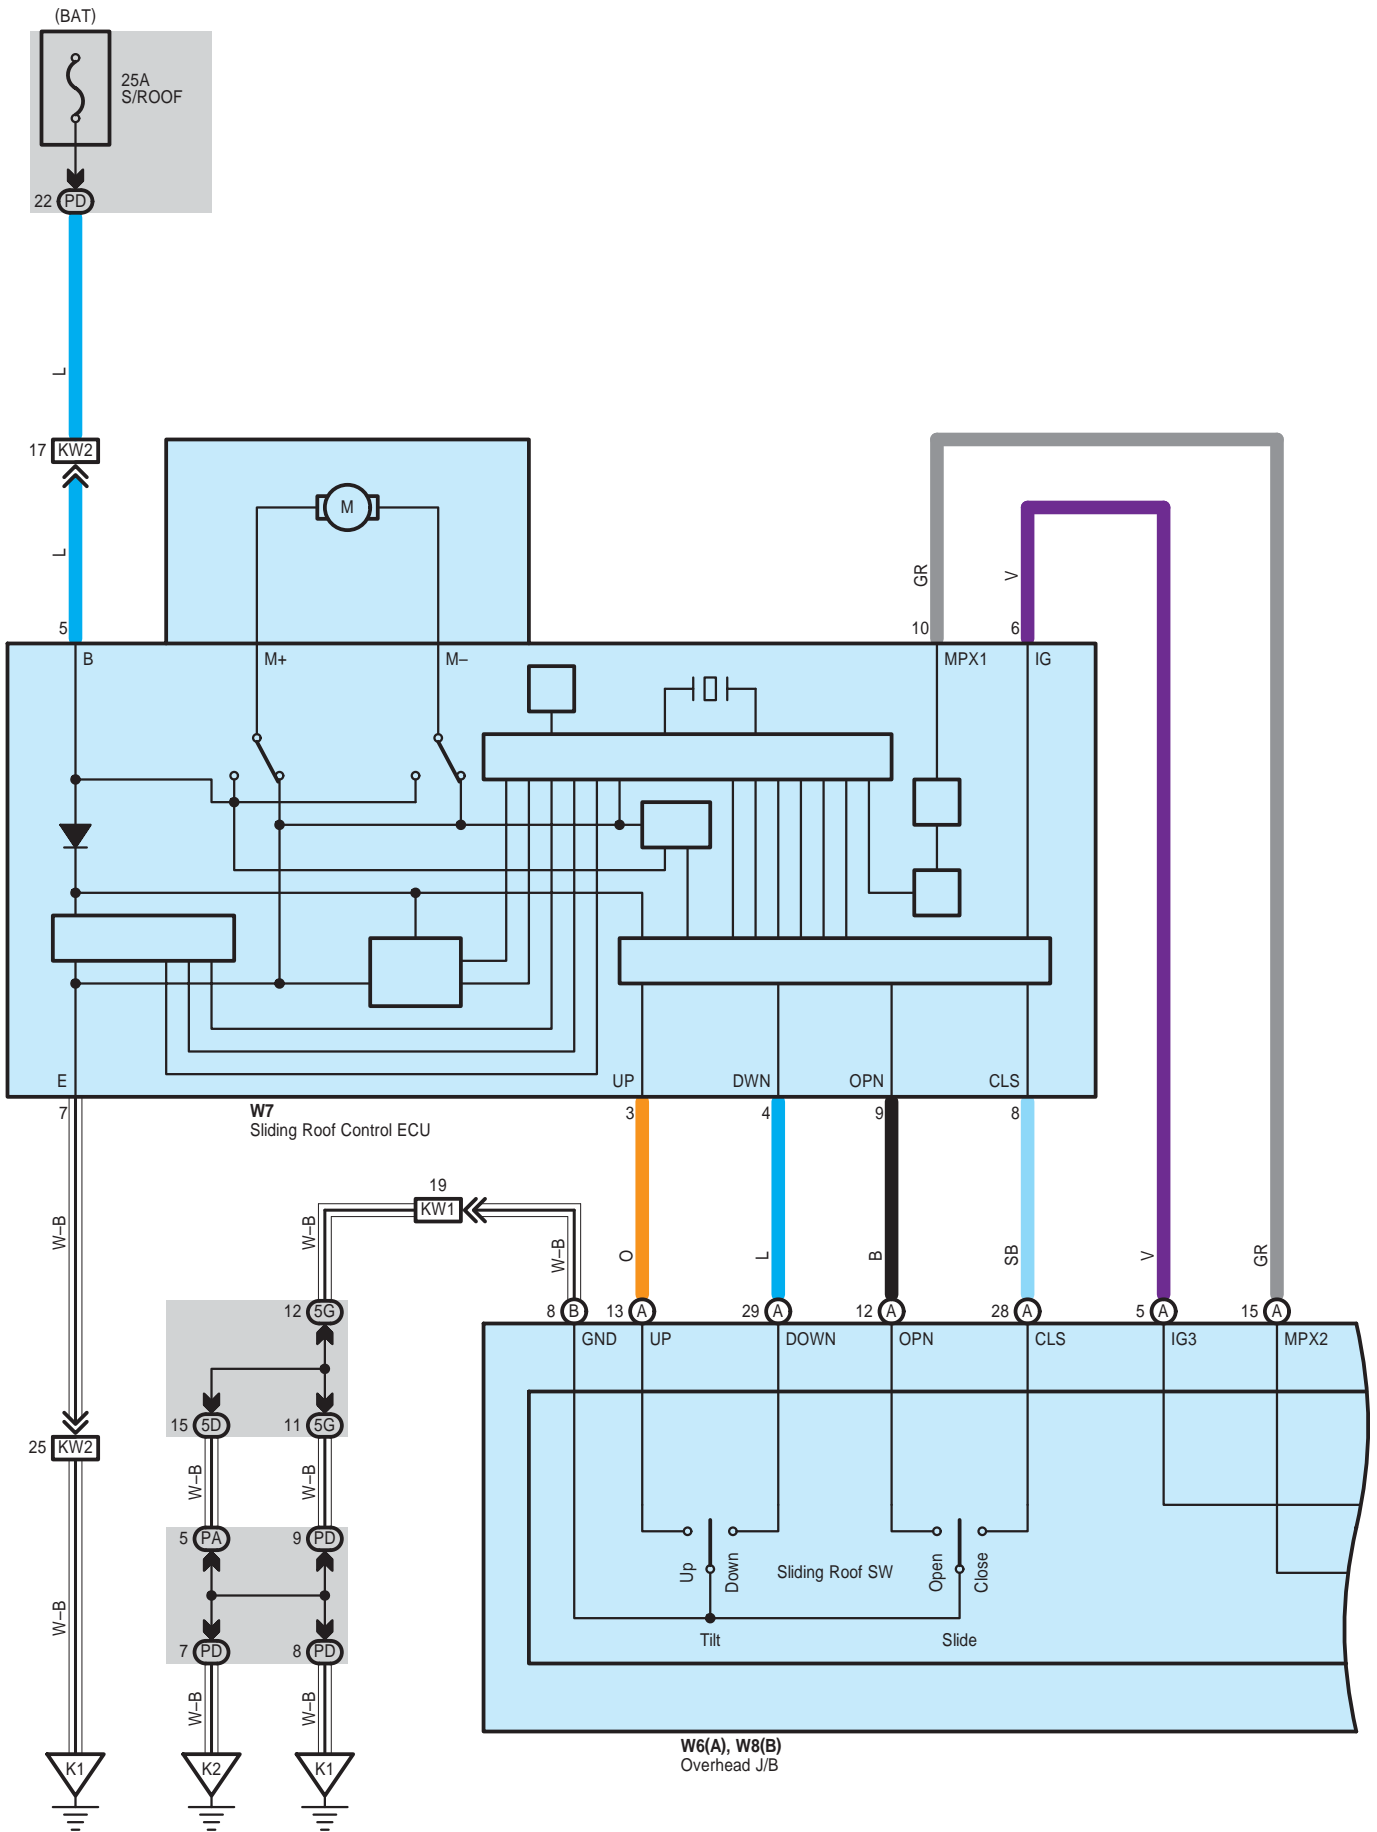 (BAT)
25A
S/ROOF
22 PD
L
17 KW2
L
M
GR
V
5
10
6
B
M+
M–
MPX1
IG
E
UP
DWN
OPN
CLS
7
W7
Sliding Roof Control ECU
3
4
9
8
19
KW1
W–B
W–B
W–B
O
L
B
SB
V
GR
12 5G
8 B
13 A
29 A
12 A
28 A
5 A
15 A
GND
UP
DOWN
OPN
CLS
IG3
MPX2
15 5D
11 5G
25 KW2
W–B
W–B
5 PA
9 PD
Up
Down
Sliding Roof SW
Open
Close
W–B
7 PD
8 PD
Tilt
Slide
W–B
W–B
W6(A), W8(B)
Overhead J/B
K1
K2
K1